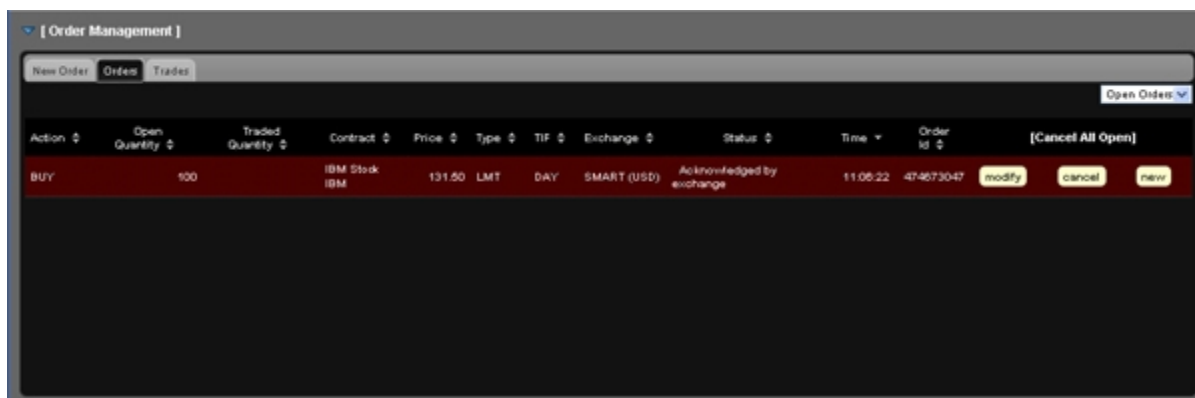 [ Order Management ]
New Order Orders Trades
Open Orders
Action Open Quantity Traded Quantity Contract Price Type TIF Exchange Status Time Order Id [Cancel All Open]
BUY 100 IBM Stock IBM 131.50 LMT DAY SMART (USD) Acknowledged by exchange 11:06:22 474673047 modify cancel new